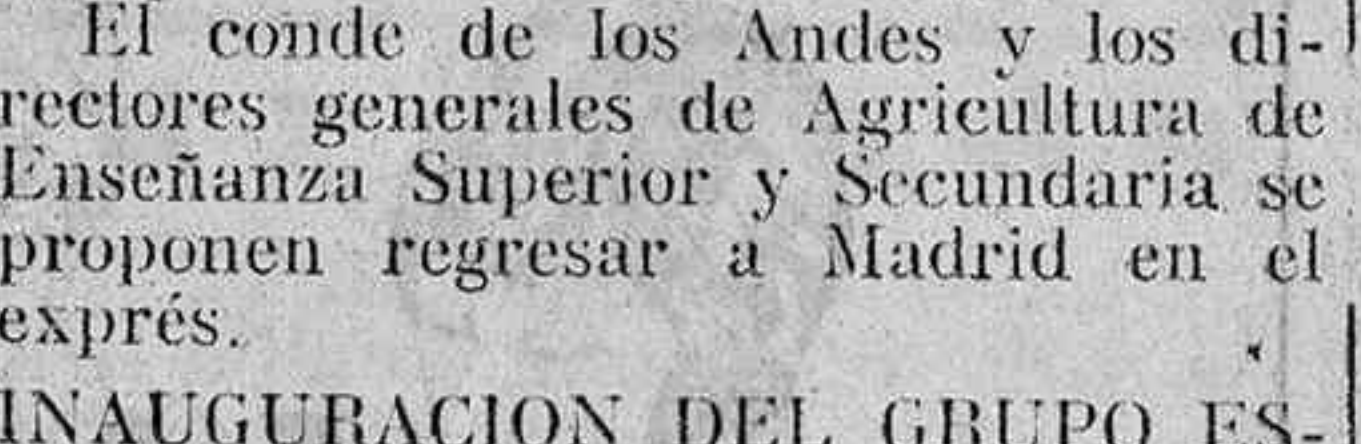 El conde de los Andes y los di-
rectores generales de Agricultura de
Enseñanza Superior y Secundaria se
proponen regresar a Madrid en el
exprés.
INAUGURACION DEL GRUPO ES-